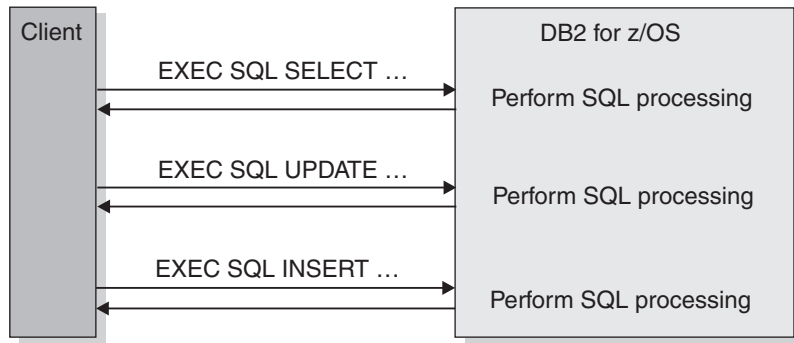 Client
DB2 for z/OS
EXEC SQL SELECT …
Perform SQL processing
EXEC SQL UPDATE …
Perform SQL processing
EXEC SQL INSERT …
Perform SQL processing